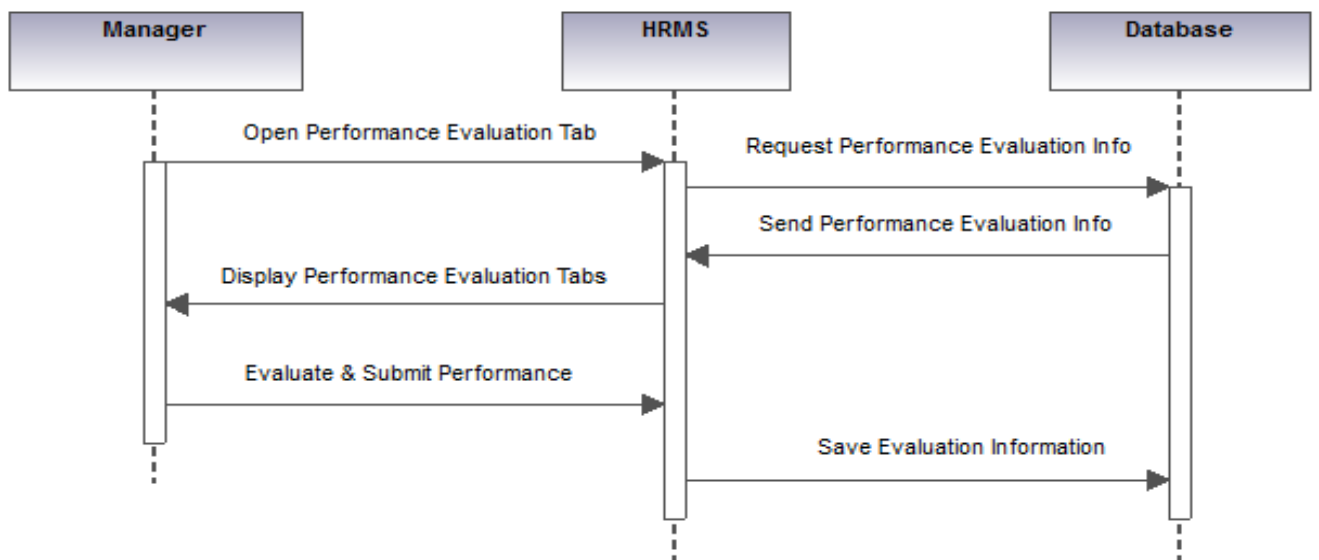 Manager
HRMS
Database
Open Performance Evaluation Tab
Request Performance Evaluation Info
Send Performance Evaluation Info
Display Performance Evaluation Tabs
Evaluate & Submit Performance
Save Evaluation Information